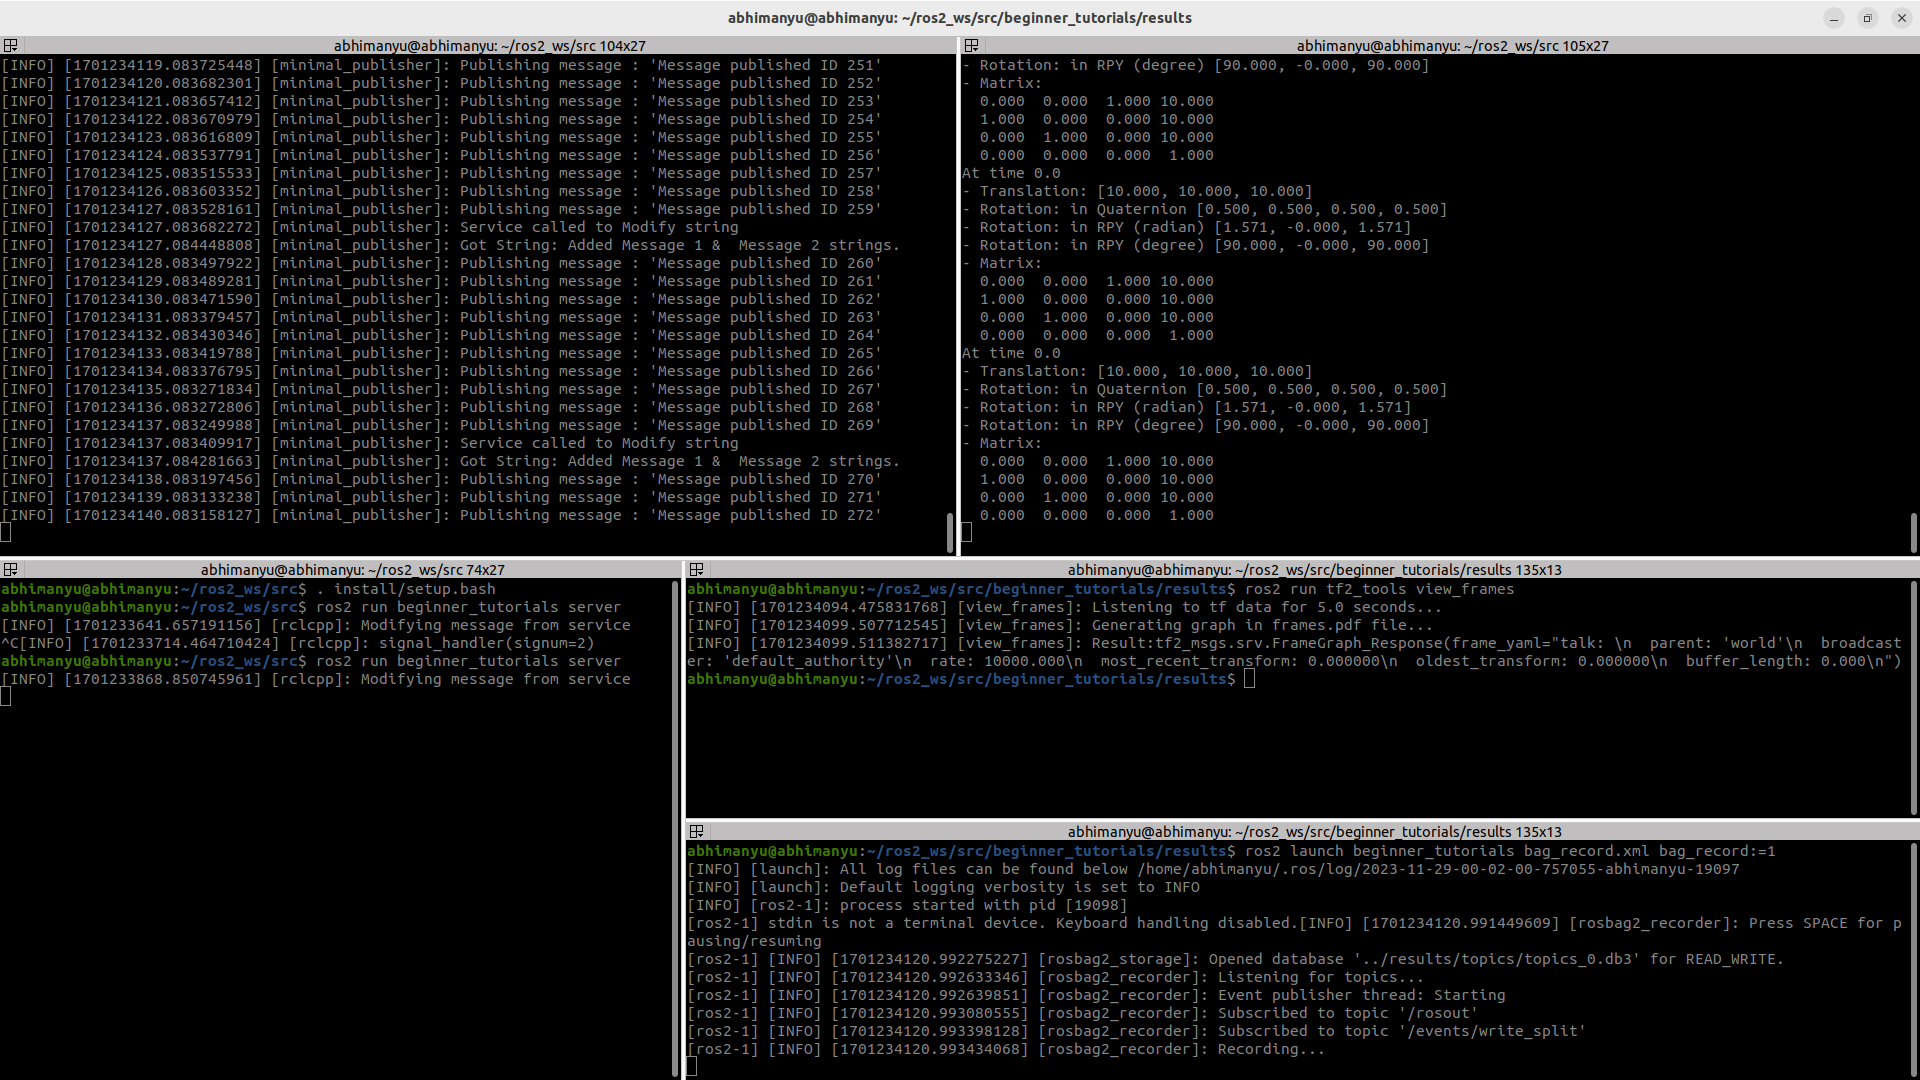 abhimanyu@abhimanyu: ~/ros2_ws/src/beginner_tutorials/results
abhimanyu@abhimanyu: ~/ros2_ws/src 104x27
[INFO] [1701234119.083725448] [minimal_publisher]: Publishing message : 'Message published ID 251'
[INFO] [1701234120.083682301] [minimal_publisher]: Publishing message : 'Message published ID 252'
[INFO] [1701234121.083657412] [minimal_publisher]: Publishing message : 'Message published ID 253'
[INFO] [1701234122.083670979] [minimal_publisher]: Publishing message : 'Message published ID 254'
[INFO] [1701234123.083616809] [minimal_publisher]: Publishing message : 'Message published ID 255'
[INFO] [1701234124.083537791] [minimal_publisher]: Publishing message : 'Message published ID 256'
[INFO] [1701234125.083515533] [minimal_publisher]: Publishing message : 'Message published ID 257'
[INFO] [1701234126.083603352] [minimal_publisher]: Publishing message : 'Message published ID 258'
[INFO] [1701234127.083528161] [minimal_publisher]: Publishing message : 'Message published ID 259'
[INFO] [1701234127.083682272] [minimal_publisher]: Service called to Modify string
[INFO] [1701234127.084448808] [minimal_publisher]: Got String: Added Message 1 &  Message 2 strings.
[INFO] [1701234128.083497922] [minimal_publisher]: Publishing message : 'Message published ID 260'
[INFO] [1701234129.083489281] [minimal_publisher]: Publishing message : 'Message published ID 261'
[INFO] [1701234130.083471590] [minimal_publisher]: Publishing message : 'Message published ID 262'
[INFO] [1701234131.083379457] [minimal_publisher]: Publishing message : 'Message published ID 263'
[INFO] [1701234132.083430346] [minimal_publisher]: Publishing message : 'Message published ID 264'
[INFO] [1701234133.083419788] [minimal_publisher]: Publishing message : 'Message published ID 265'
[INFO] [1701234134.083376795] [minimal_publisher]: Publishing message : 'Message published ID 266'
[INFO] [1701234135.083271834] [minimal_publisher]: Publishing message : 'Message published ID 267'
[INFO] [1701234136.083272806] [minimal_publisher]: Publishing message : 'Message published ID 268'
[INFO] [1701234137.083249988] [minimal_publisher]: Publishing message : 'Message published ID 269'
[INFO] [1701234137.083409917] [minimal_publisher]: Service called to Modify string
[INFO] [1701234137.084281663] [minimal_publisher]: Got String: Added Message 1 &  Message 2 strings.
[INFO] [1701234138.083197456] [minimal_publisher]: Publishing message : 'Message published ID 270'
[INFO] [1701234139.083133238] [minimal_publisher]: Publishing message : 'Message published ID 271'
[INFO] [1701234140.083158127] [minimal_publisher]: Publishing message : 'Message published ID 272'
abhimanyu@abhimanyu: ~/ros2_ws/src 105x27
- Rotation: in RPY (degree) [90.000, -0.000, 90.000]
- Matrix:
  0.000  0.000  1.000 10.000
  1.000  0.000  0.000 10.000
  0.000  1.000  0.000 10.000
  0.000  0.000  0.000  1.000
At time 0.0
- Translation: [10.000, 10.000, 10.000]
- Rotation: in Quaternion [0.500, 0.500, 0.500, 0.500]
- Rotation: in RPY (radian) [1.571, -0.000, 1.571]
- Rotation: in RPY (degree) [90.000, -0.000, 90.000]
- Matrix:
  0.000  0.000  1.000 10.000
  1.000  0.000  0.000 10.000
  0.000  1.000  0.000 10.000
  0.000  0.000  0.000  1.000
At time 0.0
- Translation: [10.000, 10.000, 10.000]
- Rotation: in Quaternion [0.500, 0.500, 0.500, 0.500]
- Rotation: in RPY (radian) [1.571, -0.000, 1.571]
- Rotation: in RPY (degree) [90.000, -0.000, 90.000]
- Matrix:
  0.000  0.000  1.000 10.000
  1.000  0.000  0.000 10.000
  0.000  1.000  0.000 10.000
  0.000  0.000  0.000  1.000
abhimanyu@abhimanyu: ~/ros2_ws/src 74x27
abhimanyu@abhimanyu:~/ros2_ws/src$ . install/setup.bash
abhimanyu@abhimanyu:~/ros2_ws/src$ ros2 run beginner_tutorials server
[INFO] [1701233641.657191156] [rclcpp]: Modifying message from service
^C[INFO] [1701233714.464710424] [rclcpp]: signal_handler(signum=2)
abhimanyu@abhimanyu:~/ros2_ws/src$ ros2 run beginner_tutorials server
[INFO] [1701233868.850745961] [rclcpp]: Modifying message from service
abhimanyu@abhimanyu: ~/ros2_ws/src/beginner_tutorials/results 135x13
abhimanyu@abhimanyu:~/ros2_ws/src/beginner_tutorials/results$ ros2 run tf2_tools view_frames
[INFO] [1701234094.475831768] [view_frames]: Listening to tf data for 5.0 seconds...
[INFO] [1701234099.507712545] [view_frames]: Generating graph in frames.pdf file...
[INFO] [1701234099.511382717] [view_frames]: Result:tf2_msgs.srv.FrameGraph_Response(frame_yaml="talk: \n  parent: 'world'\n  broadcast
er: 'default_authority'\n  rate: 10000.000\n  most_recent_transform: 0.000000\n  oldest_transform: 0.000000\n  buffer_length: 0.000\n")
abhimanyu@abhimanyu:~/ros2_ws/src/beginner_tutorials/results$
abhimanyu@abhimanyu: ~/ros2_ws/src/beginner_tutorials/results 135x13
abhimanyu@abhimanyu:~/ros2_ws/src/beginner_tutorials/results$ ros2 launch beginner_tutorials bag_record.xml bag_record:=1
[INFO] [launch]: All log files can be found below /home/abhimanyu/.ros/log/2023-11-29-00-02-00-757055-abhimanyu-19097
[INFO] [launch]: Default logging verbosity is set to INFO
[INFO] [ros2-1]: process started with pid [19098]
[ros2-1] stdin is not a terminal device. Keyboard handling disabled.[INFO] [1701234120.991449609] [rosbag2_recorder]: Press SPACE for p
ausing/resuming
[ros2-1] [INFO] [1701234120.992275227] [rosbag2_storage]: Opened database '../results/topics/topics_0.db3' for READ_WRITE.
[ros2-1] [INFO] [1701234120.992633346] [rosbag2_recorder]: Listening for topics...
[ros2-1] [INFO] [1701234120.992639851] [rosbag2_recorder]: Event publisher thread: Starting
[ros2-1] [INFO] [1701234120.993080555] [rosbag2_recorder]: Subscribed to topic '/rosout'
[ros2-1] [INFO] [1701234120.993398128] [rosbag2_recorder]: Subscribed to topic '/events/write_split'
[ros2-1] [INFO] [1701234120.993434068] [rosbag2_recorder]: Recording...